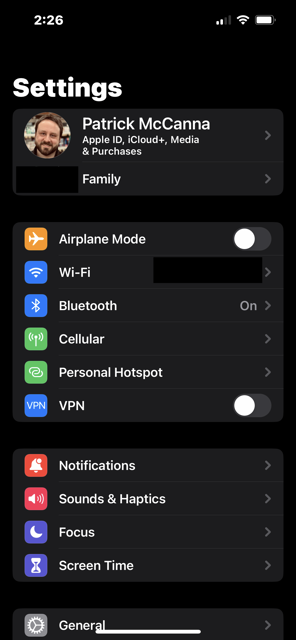 2:26
Settings
Patrick McCanna
Apple ID, iCloud+, Media
& Purchases
Family
Airplane Mode
Wi-Fi
Bluetooth On
Cellular
Personal Hotspot
VPN VPN
Notifications
Sounds & Haptics
Focus
Screen Time
General